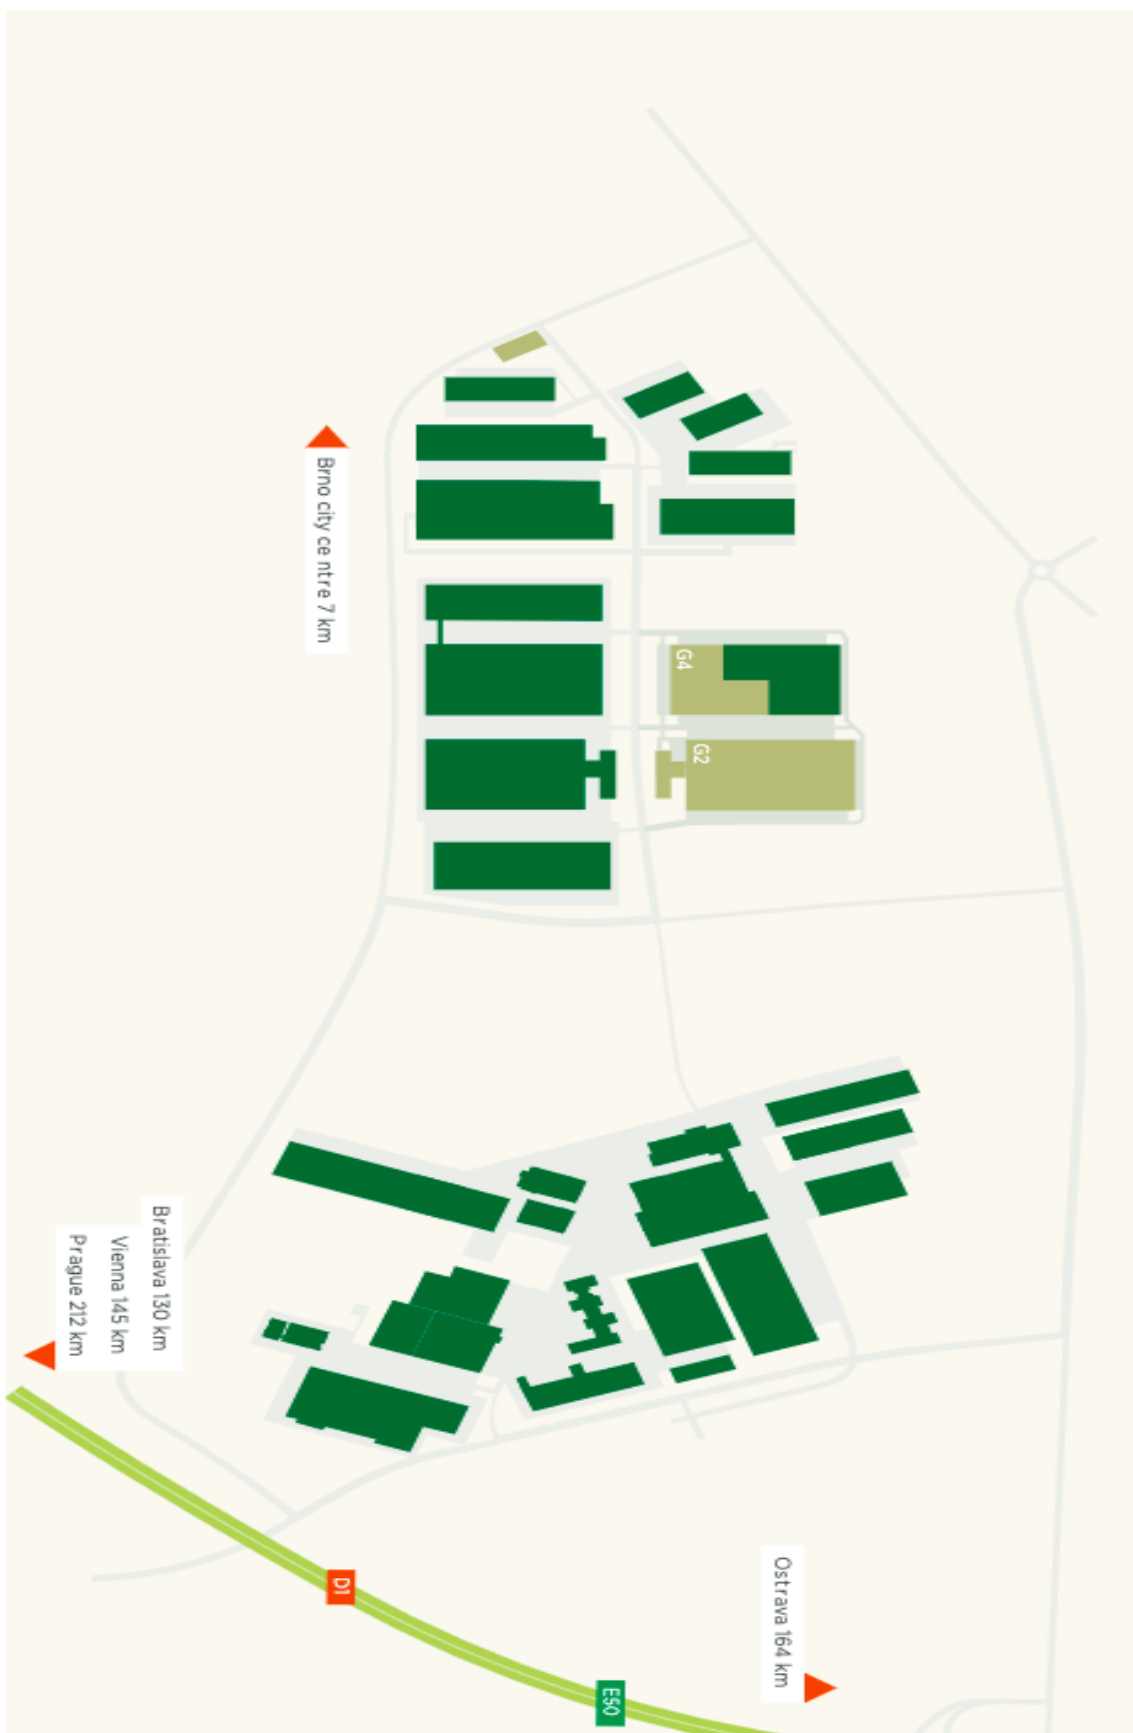 Brno city ce ntre 7 km
G4
G2
Bratislava 130 km
Vienna 145 km
Prague 212 km
D1
E50
Ostrava 164 km